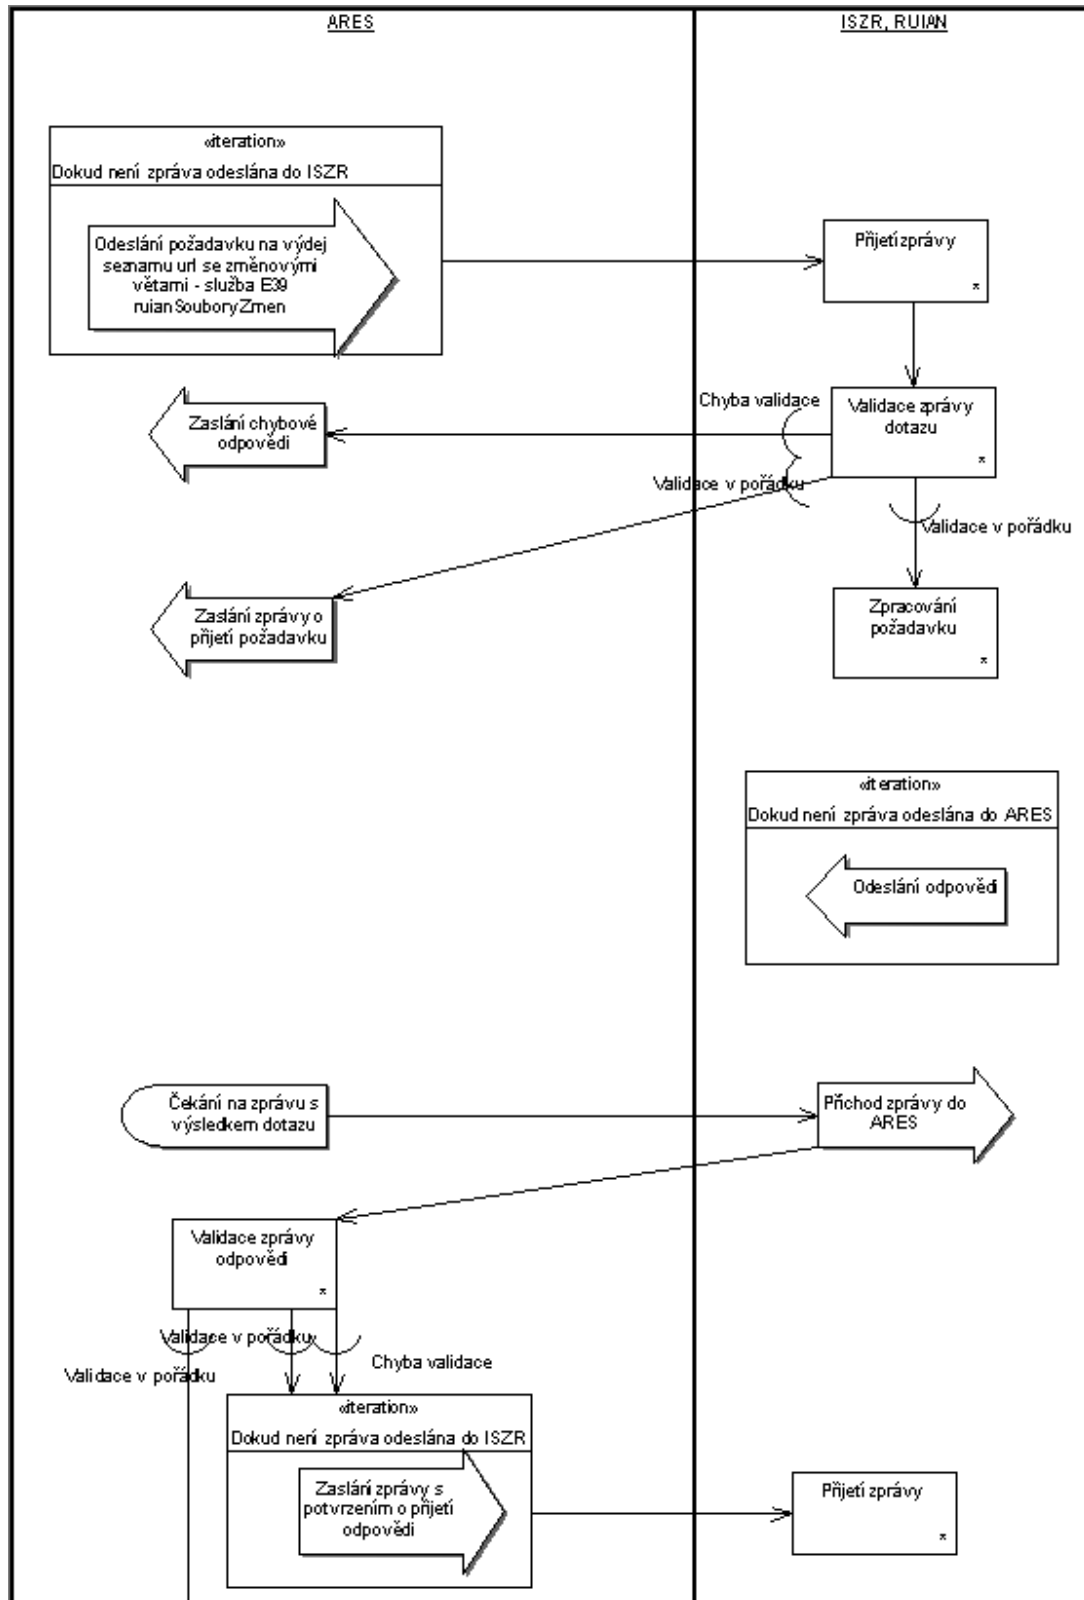 ARES
ISZR, RUIAN
«iteration»
Dokud není zpráva odeslána do ISZR
Odeslání požadavku na výdej
seznamu url se změnovými
větami - služba E39
ruianSouboryZmen
Přijetí zprávy
*
Chyba validace
Validace zprávy
dotazu
*
Zaslání chybové
odpovědi
Validace v pořádku
Validace v pořádku
Zaslání zprávy o
přijetí požadavku
Zpracování
požadavku
*
«iteration»
Dokud není zpráva odeslána do ARES
Odeslání odpovědi
Čekání na zprávu s
výsledkem dotazu
Příchod zprávy do
ARES
Validace zprávy
odpovědi
*
Validace v pořádku
Validace v pořádku
Chyba validace
«iteration»
Dokud není zpráva odeslána do ISZR
Zaslání zprávy s
potvrzením o přijetí
odpovědi
Přijetí zprávy
*